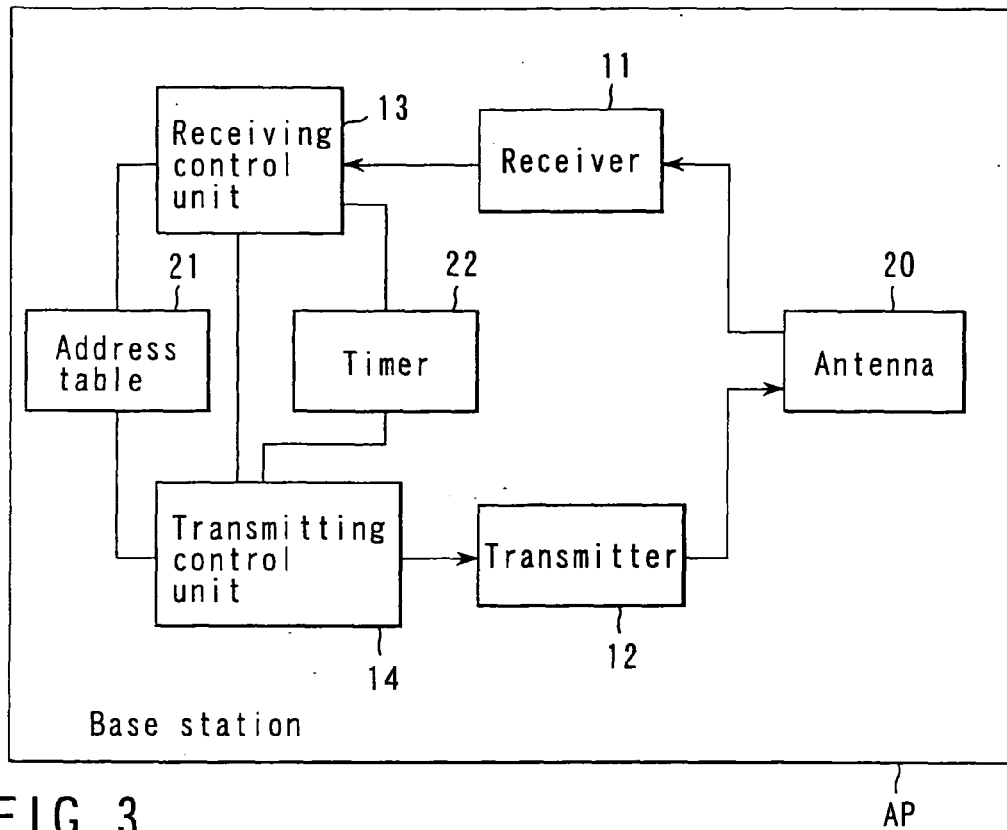 11
13
Receiving
control
unit
Receiver
21
22
20
Address
table
Timer
Antenna
Transmitting
control
unit
Transmitter
14
12
Base station
AP
FIG. 3